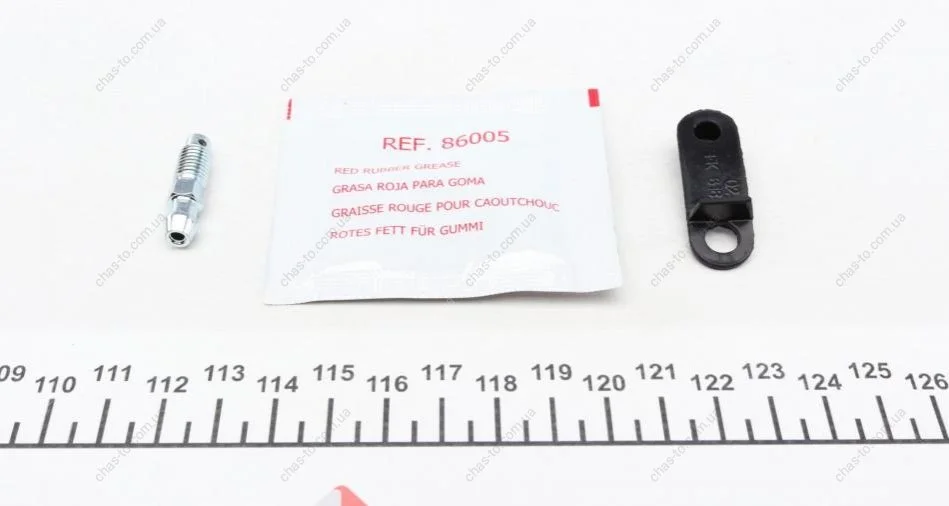 REF. 86005
RED RUBBER GREASE
GRASA ROJA PARA GOMA
GRAISSE ROUGE POUR CAOUTCHOUC
ROTES FETT FÜR GUMMI
09 110 111 112 113 114 115 116 117 118 119 120 121 122 123 124 125 126
chas-to.com.ua